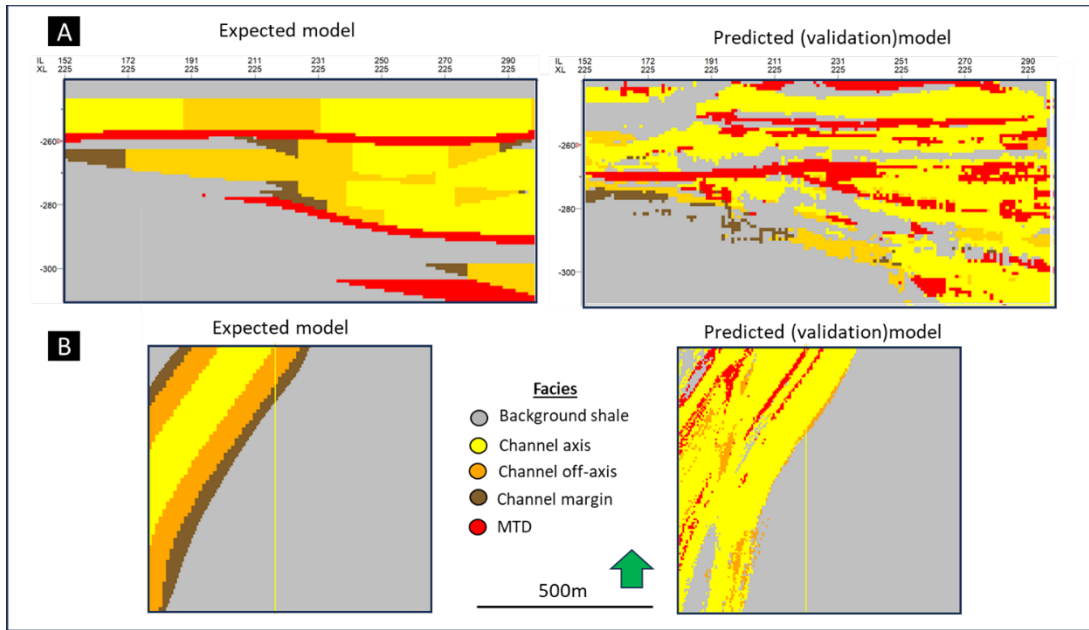 A
Expected model
Predicted (validation)model
IL 152 172 191 211 231 251 270 290
XL 225 225 225 225 225 225 225 225
-260
-280
-300
IL 152 172 195 219 231 251 270 290
XL 225 225 225 225 225 225 225 225
-260
-280
-300
B
Expected model
Predicted (validation)model
Facies
Background shale
Channel axis
Channel off-axis
Channel margin
MTD
500m